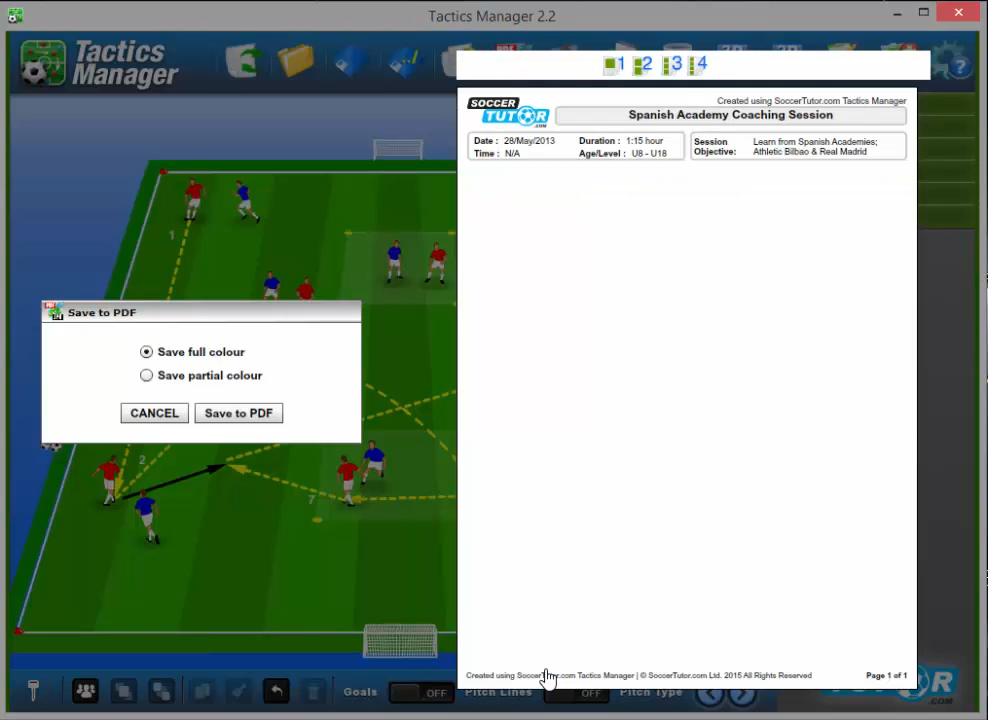 Tactics Manager 2.2
Tactics
Manager
1 2 3 4
Created using SoccerTutor.com Tactics Manager
SOCCER
TUTOR
.COM
Spanish Academy Coaching Session
Date : 28/May/2013 Duration : 1:15 hour
Time : N/A Age/Level : U8 - U18
Session Learn from Spanish Academies;
Objective: Athletic Bilbao & Real Madrid
1
Save to PDF
Save full colour
Save partial colour
CANCEL Save to PDF
2
7
Created using SoccerTutor.com Tactics Manager | © SoccerTutor.com Ltd. 2015 All Rights Reserved Page 1 of 1
Goals OFF Pitch Lines OFF Pitch Type
.COM